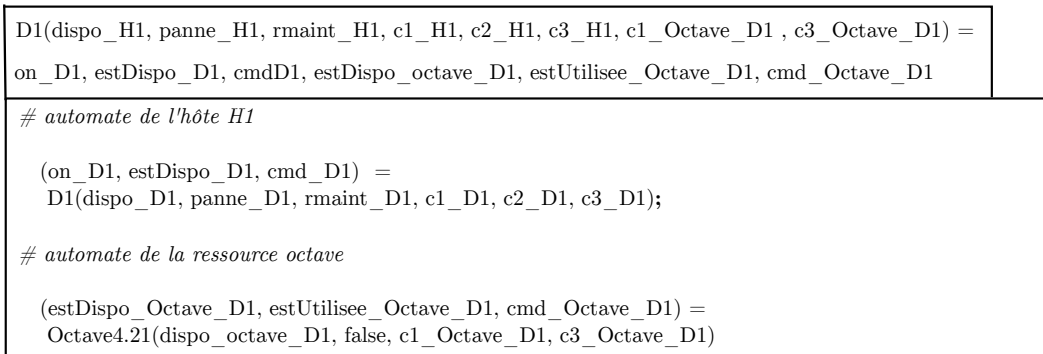 D1(dispo_H1, panne_H1, rmaint_H1, c1_H1, c2_H1, c3_H1, c1_Octave_D1 , c3_Octave_D1) =
on_D1, estDispo_D1, cmdD1, estDispo_octave_D1, estUtilisee_Octave_D1, cmd_Octave_D1
# automate de l'hôte H1
(on_D1, estDispo_D1, cmd_D1) =
D1(dispo_D1, panne_D1, rmaint_D1, c1_D1, c2_D1, c3_D1);
# automate de la ressource octave
(estDispo_Octave_D1, estUtilisee_Octave_D1, cmd_Octave_D1) =
Octave4.21(dispo_octave_D1, false, c1_Octave_D1, c3_Octave_D1)